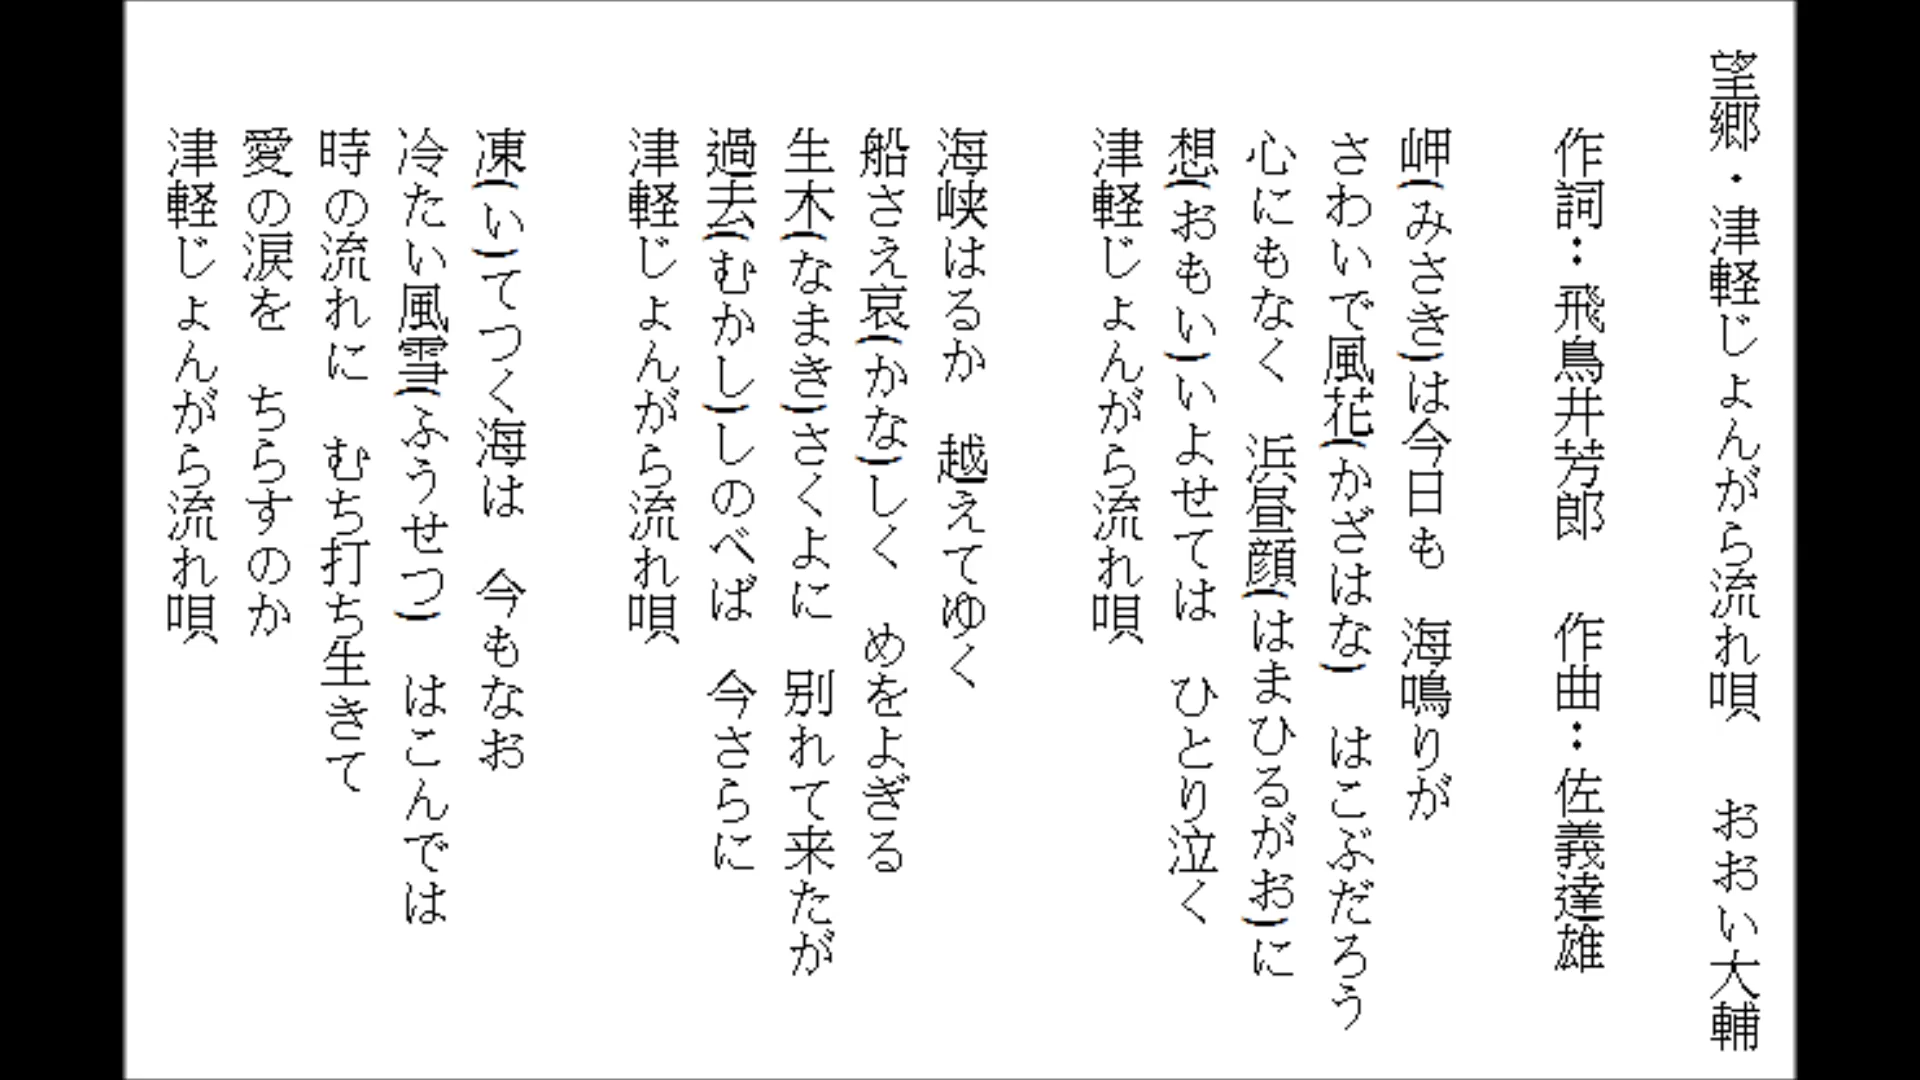 望郷・津軽じょんがら流れ唄　おおい大輔
作詞：飛鳥井芳郎　作曲：佐義達雄
岬(みさき)は今日も　海鳴りが
さわいで風花(かざはな)　はこぶだろう
心にもなく　浜昼顔(はまひるがお)に
想(おもい)いよせては　ひとり泣く
津軽じょんがら流れ唄
海峡はるか　越えてゆく
船さえ哀(かな)しく　めをよぎる
生木(なまき)さくよに　別れて来たが
過去(むかし)しのべば　今さらに
津軽じょんがら流れ唄
凍(い)てつく海は　今もなお
冷たい風雪(ふうせつ)　はこんでは
時の流れに　むち打ち生きて
愛の涙を　ちらすのか
津軽じょんがら流れ唄